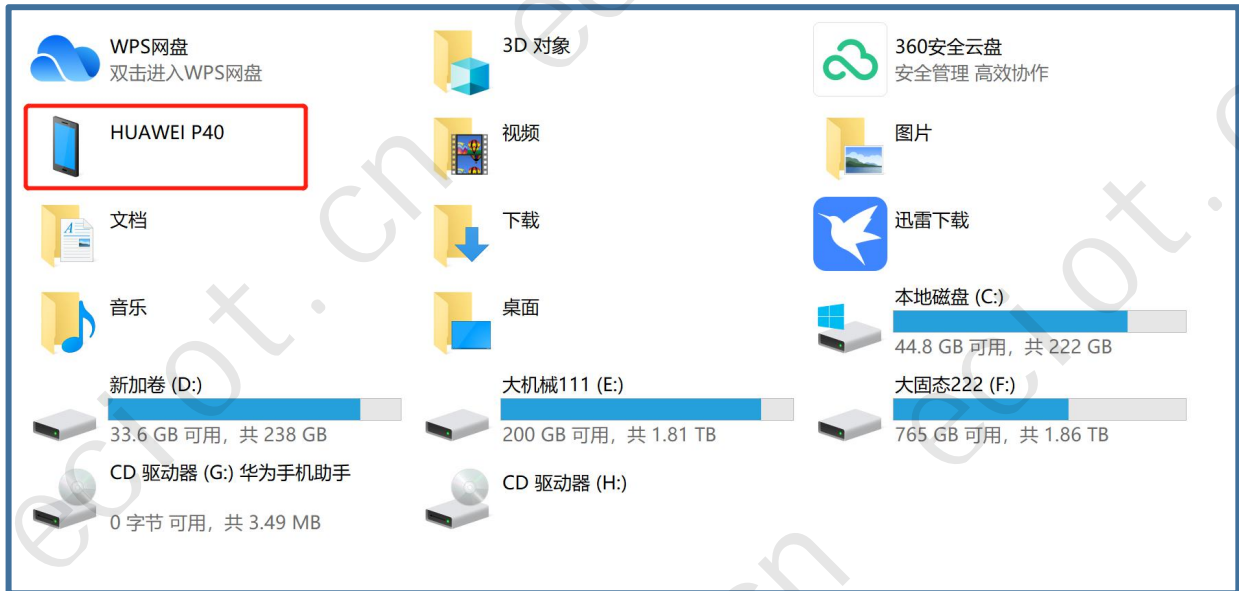 WPS网盘
双击进入WPS网盘
3D 对象
360安全云盘
安全管理 高效协作
HUAWEI P40
视频
图片
文档
下载
迅雷下载
音乐
桌面
本地磁盘 (C:)
44.8 GB 可用，共 222 GB
新加卷 (D:)
33.6 GB 可用，共 238 GB
大机械111 (E:)
200 GB 可用，共 1.81 TB
大固态222 (F:)
765 GB 可用，共 1.86 TB
CD 驱动器 (G:) 华为手机助手
0 字节 可用，共 3.49 MB
CD 驱动器 (H:)
eciot.cn
eciot.cn
eciot.c
cn